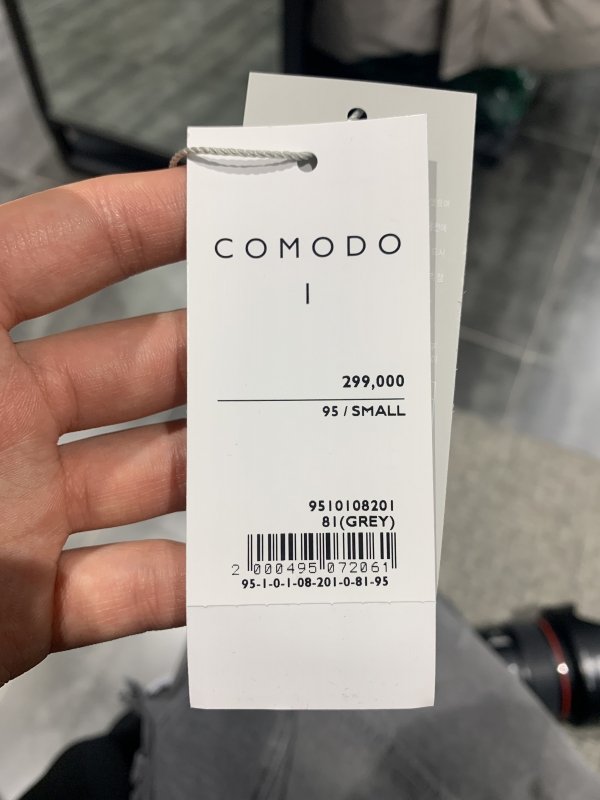 COMODO
I
299,000
95 / SMALL
9510108201
81(GREY)
2 000495 072061
95-1-0-1-08-201-0-81-95